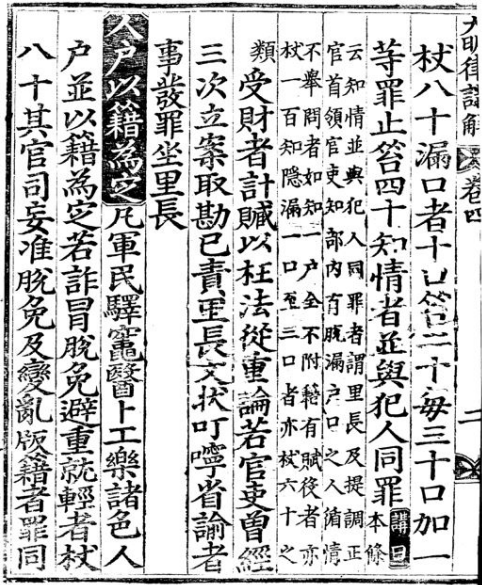 大明律講解 卷四 二
杖八十漏口者十口笞二十每三十口加一
等罪止笞四十知情者並與犯人同罪講曰本條
云知情並與犯人同罪者謂里長及提調正
官首領官吏知部內有脫漏戶口之人循情
不舉問者如知一戶全不附籍有賦役者亦
杖一百知隱漏一口至三口者亦杖六十之
類受財者計贓以枉法從重論若官吏曾經
三次立案取勘已責里長文狀叮嚀省諭者
事發罪坐里長
人戶以籍為定凡軍民驛竈醫卜工樂諸色人
戶並以籍為定若詐冒脫免避重就輕者杖
八十其官司妄准脫免及變亂版籍者罪同